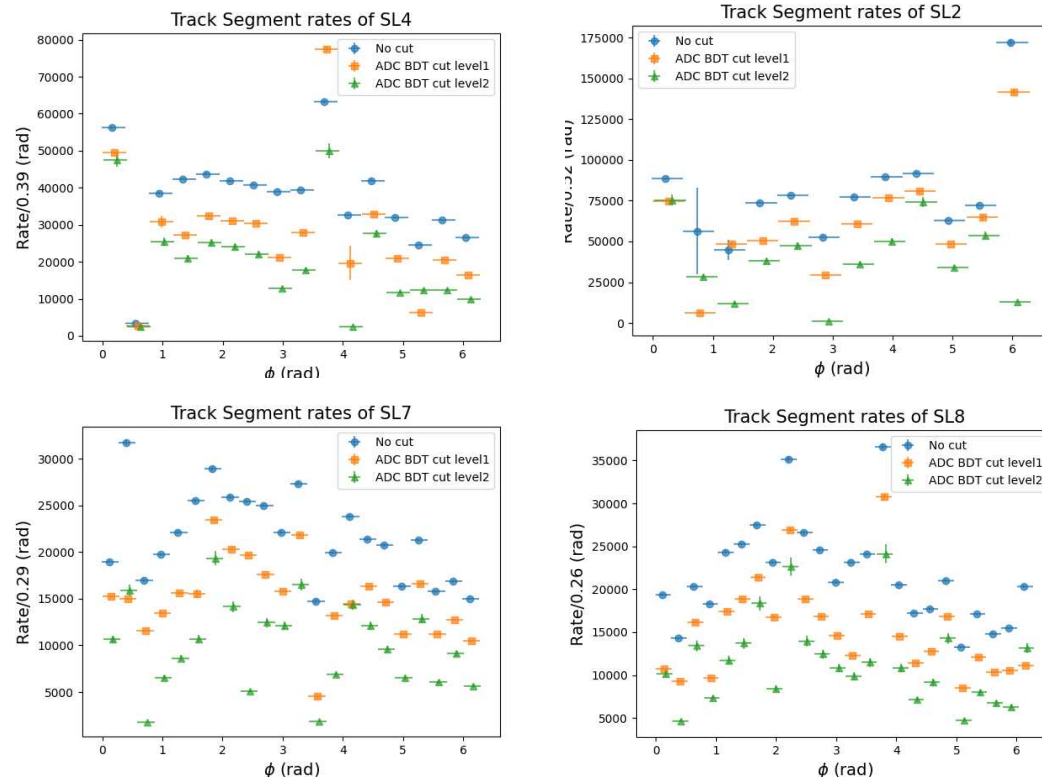 Track Segment rates of SL4
80000
70000
60000
50000
40000
30000
20000
10000
0
Rate/0.39 (rad)
No cut
ADC BDT cut level1
ADC BDT cut level2
0 1 2 3 4 5 6
ϕ (rad)
Track Segment rates of SL2
175000
150000
125000
100000
75000
50000
25000
0
Rate/0.32 (rad)
No cut
ADC BDT cut level1
ADC BDT cut level2
0 1 2 3 4 5 6
ϕ (rad)
Track Segment rates of SL7
30000
25000
20000
15000
10000
5000
Rate/0.29 (rad)
No cut
ADC BDT cut level1
ADC BDT cut level2
0 1 2 3 4 5 6
ϕ (rad)
Track Segment rates of SL8
35000
30000
25000
20000
15000
10000
5000
Rate/0.26 (rad)
No cut
ADC BDT cut level1
ADC BDT cut level2
0 1 2 3 4 5 6
ϕ (rad)